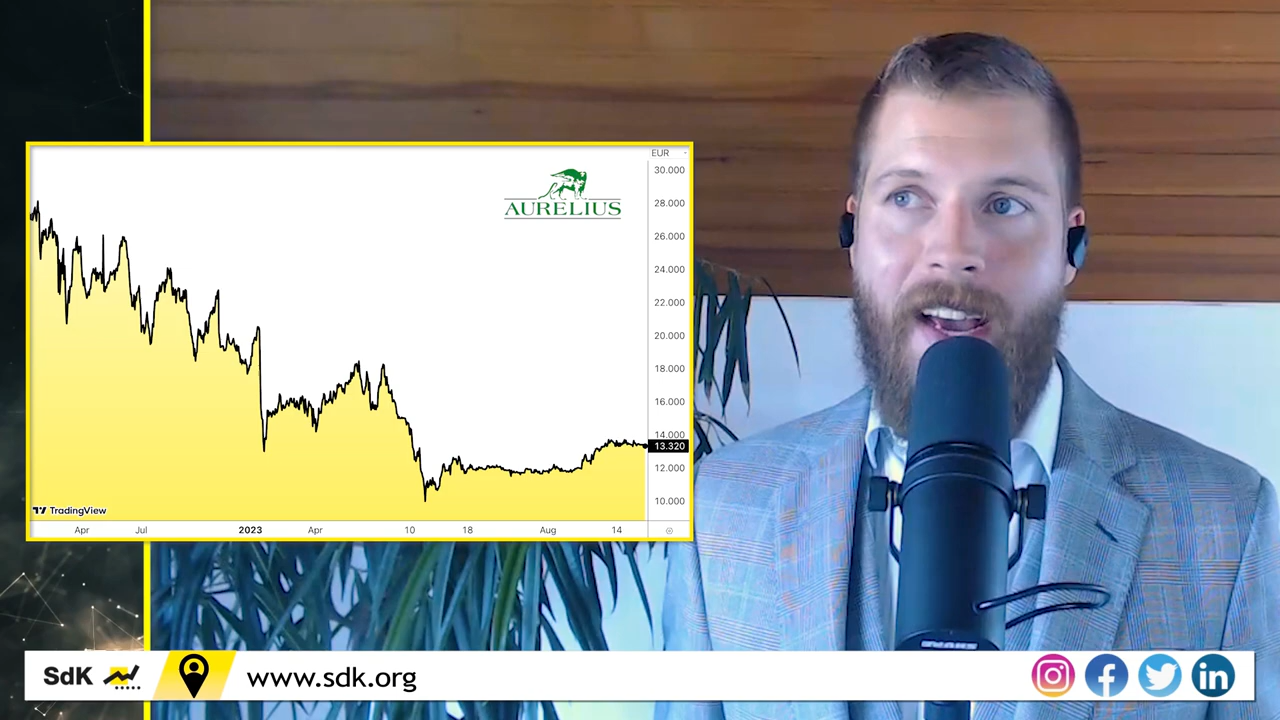 EUR
30.000
28.000
26.000
24.000
22.000
20.000
18.000
16.000
14.000
13.320
12.000
10.000
AURELIUS
TradingView
Apr
Jul
2023
Apr
10
18
Aug
14
SdK
www.sdk.org
in